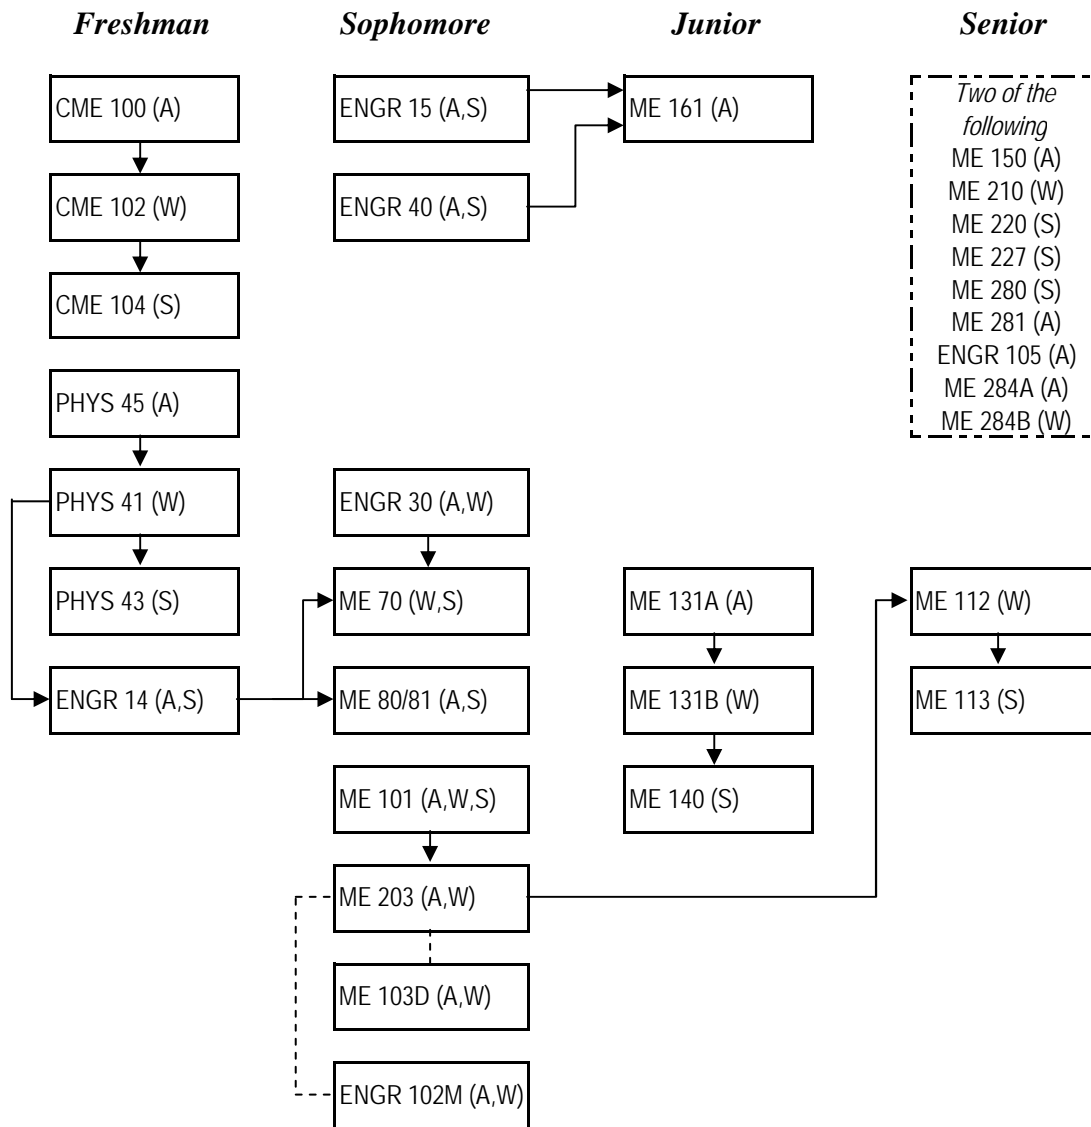 Freshman
Sophomore
Junior
Senior
CME 100 (A)
CME 102 (W)
CME 104 (S)
PHYS 45 (A)
PHYS 41 (W)
PHYS 43 (S)
ENGR 14 (A,S)
ENGR 15 (A,S)
ENGR 40 (A,S)
ENGR 30 (A,W)
ME 70 (W,S)
ME 80/81 (A,S)
ME 101 (A,W,S)
ME 203 (A,W)
ME 103D (A,W)
ENGR 102M (A,W)
ME 161 (A)
ME 131A (A)
ME 131B (W)
ME 140 (S)
Two of the
following
ME 150 (A)
ME 210 (W)
ME 220 (S)
ME 227 (S)
ME 280 (S)
ME 281 (A)
ENGR 105 (A)
ME 284A (A)
ME 284B (W)
ME 112 (W)
ME 113 (S)